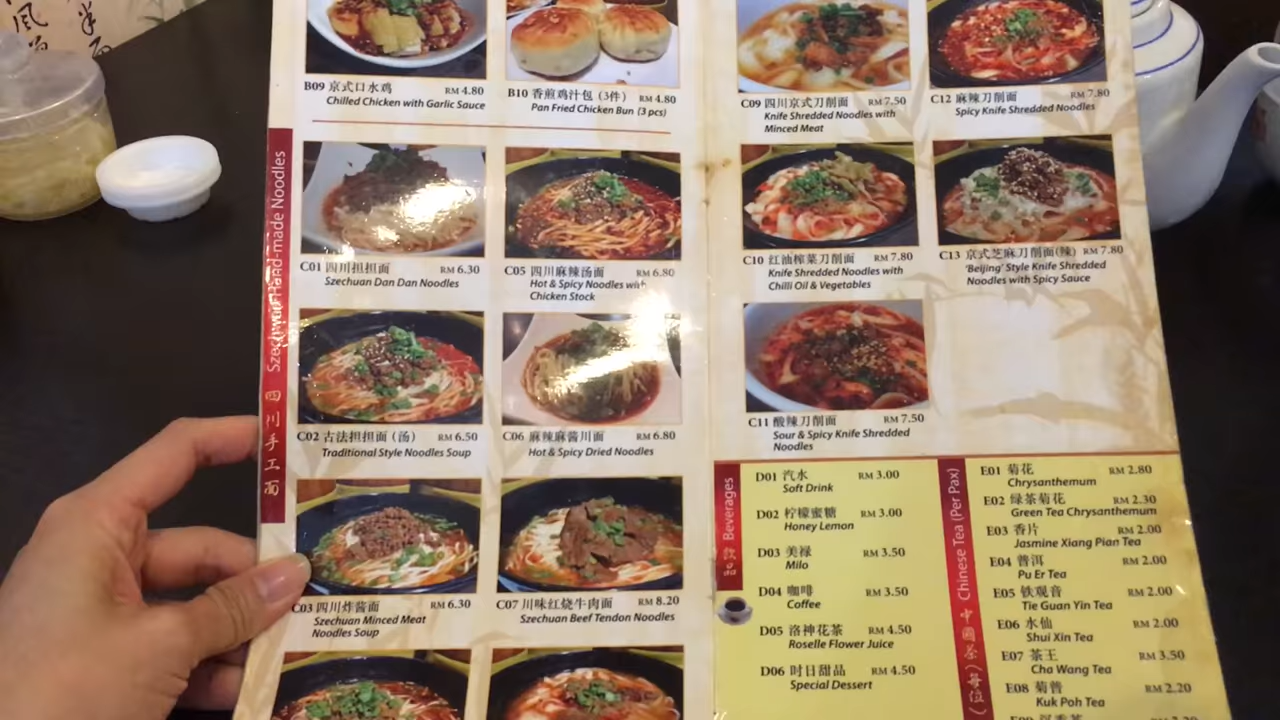 B09 京式口水鸡 RM 4.80
Chilled Chicken with Garlic Sauce
B10 香煎鸡汁包 (3件) RM 4.80
Pan Fried Chicken Bun (3 pcs)
Szechwan Hand-made Noodles
四川手工面
C01 四川担担面 RM 6.30
Szechuan Dan Dan Noodles
C05 四川麻辣汤面 RM 6.80
Hot & Spicy Noodles with
Chicken Stock
C02 古法担担面 (汤) RM 6.50
Traditional Style Noodles Soup
C06 麻辣麻酱川面 RM 6.80
Hot & Spicy Dried Noodles
C03 四川炸酱面 RM 6.30
Szechuan Minced Meat
Noodles Soup
C07 川味红烧牛肉面 RM 8.20
Szechuan Beef Tendon Noodles
C09 四川京式刀削面 RM 7.50
Knife Shredded Noodles with
Minced Meat
C12 麻辣刀削面 RM 7.80
Spicy Knife Shredded Noodles
C10 红油榨菜刀削面 RM 7.80
Knife Shredded Noodles with
Chilli Oil & Vegetables
C13 京式芝麻刀削面(辣) RM 7.80
'Beijing' Style Knife Shredded
Noodles with Spicy Sauce
C11 酸辣刀削面 RM 7.50
Sour & Spicy Knife Shredded
Noodles
Beverages
饮品
D01 汽水 RM 3.00
Soft Drink
D02 柠檬蜜糖 RM 3.00
Honey Lemon
D03 美禄 RM 3.50
Milo
D04 咖啡 RM 3.50
Coffee
D05 洛神花茶 RM 4.50
Roselle Flower Juice
D06 时日甜品 RM 4.50
Special Dessert
Chinese Tea (Per Pax)
中國茶(每位)
E01 菊花 RM 2.80
Chrysanthemum
E02 绿茶菊花 RM 2.30
Green Tea Chrysanthemum
E03 香片 RM 2.00
Jasmine Xiang Pian Tea
E04 普洱 RM 2.00
Pu Er Tea
E05 铁观音 RM 2.00
Tie Guan Yin Tea
E06 水仙 RM 2.00
Shui Xin Tea
E07 茶王 RM 3.50
Cha Wang Tea
E08 菊普 RM 2.20
Kuk Poh Tea